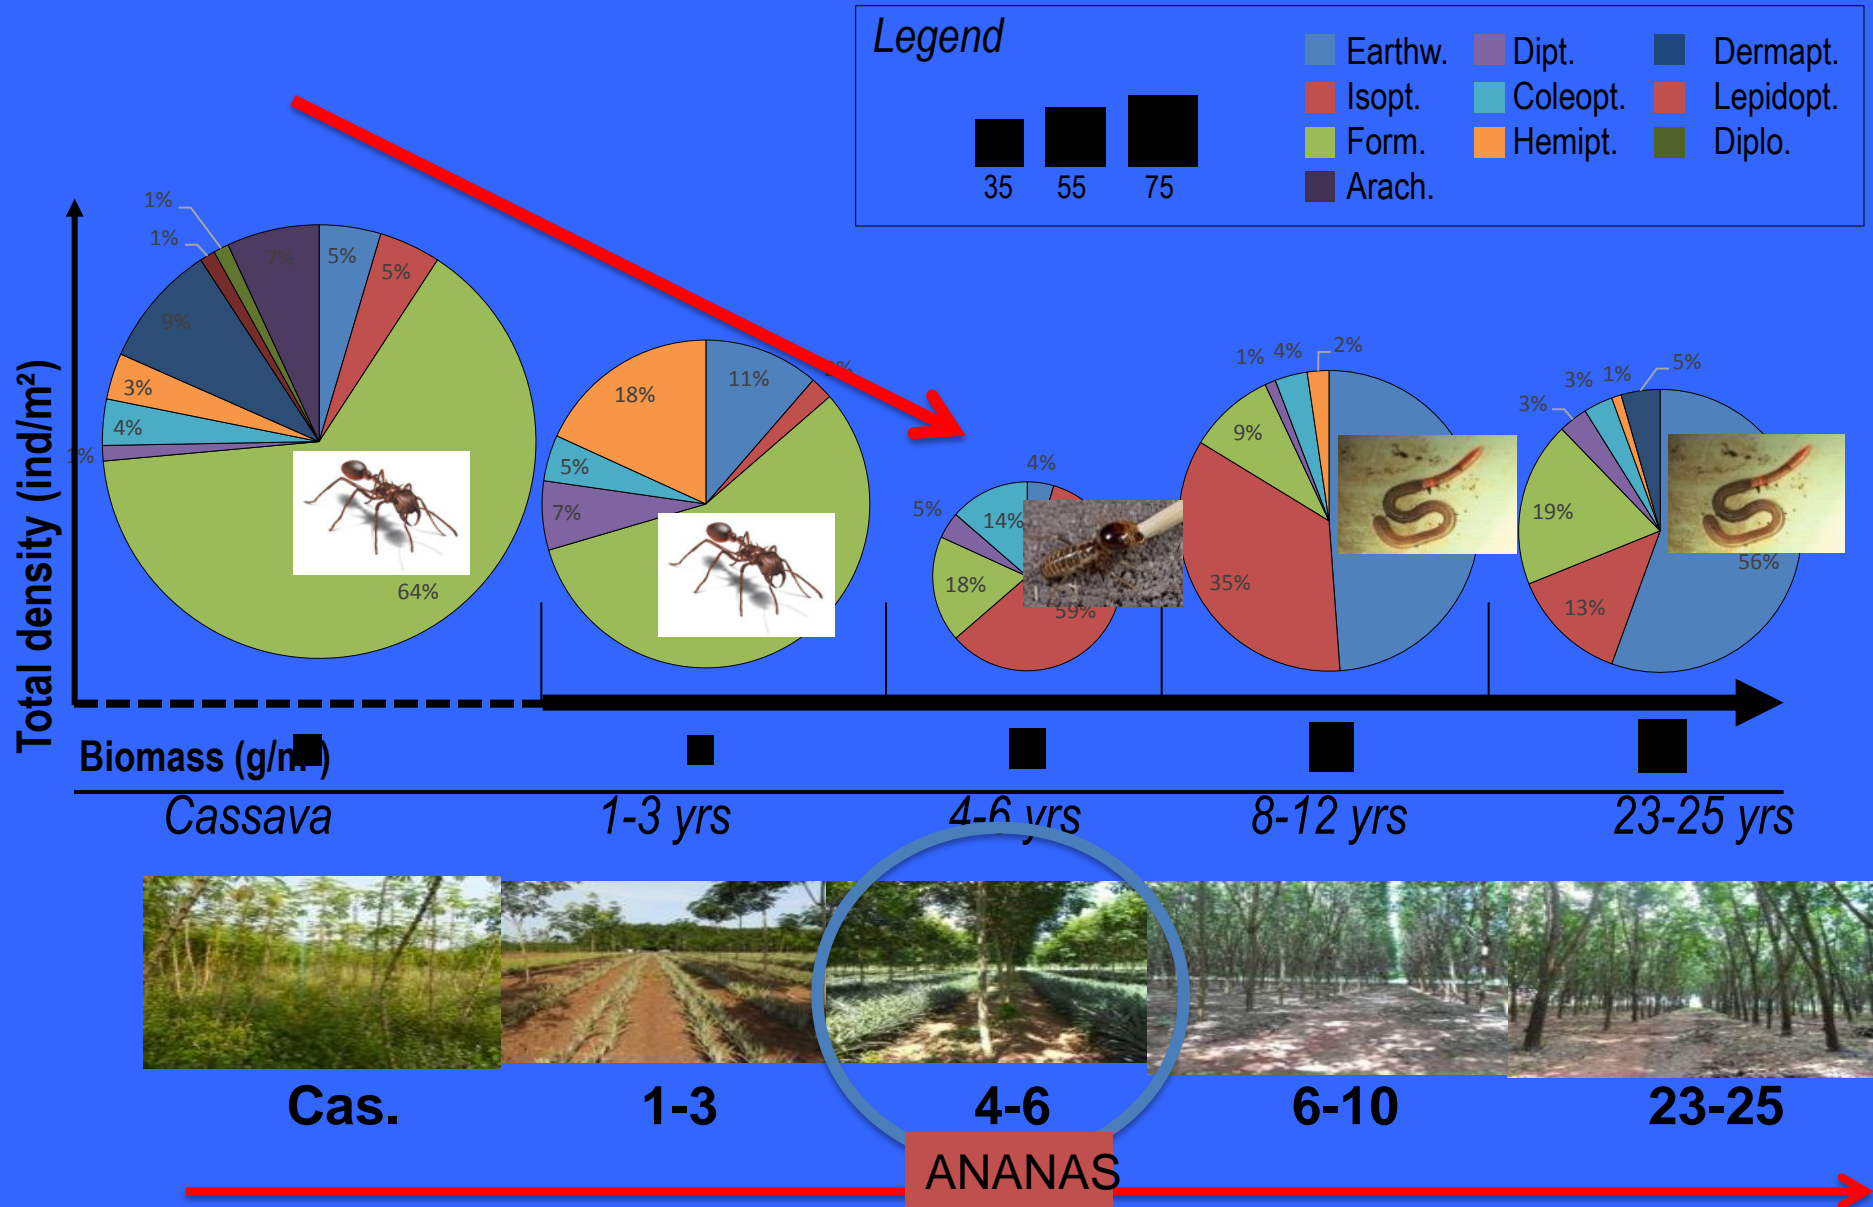 Legend
Earthw.
Dipt.
Dermapt.
Isopt.
Coleopt.
Lepidopt.
Form.
Hemipt.
Diplo.
Arach.
35
55
75
Total density (ind/m²)
1%
1%
7%
5%
5%
9%
3%
4%
1%
64%
11%
18%
5%
7%
4%
14%
5%
18%
59%
1%
4%
2%
9%
35%
5%
1%
3%
3%
19%
13%
56%
Biomass
Cassava
1-3 yrs
4-6 yrs
8-12 yrs
23-25 yrs
Cas.
1-3
4-6
6-10
23-25
ANANAS